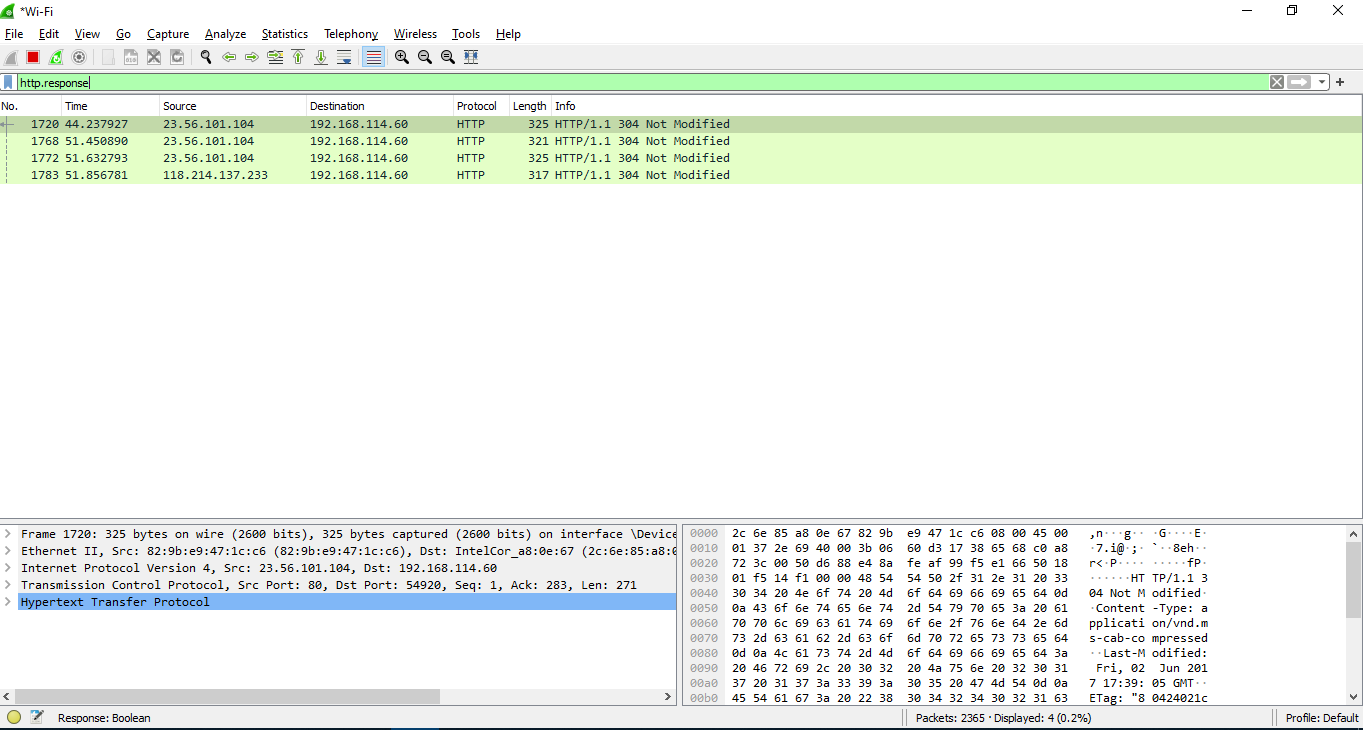 *Wi-Fi
File Edit View Go Capture Analyze Statistics Telephony Wireless Tools Help
http.response
No. Time Source Destination Protocol Length Info
1720 44.237927 23.56.101.104 192.168.114.60 HTTP 325 HTTP/1.1 304 Not Modified
1768 51.450890 23.56.101.104 192.168.114.60 HTTP 321 HTTP/1.1 304 Not Modified
1772 51.632793 23.56.101.104 192.168.114.60 HTTP 325 HTTP/1.1 304 Not Modified
1783 51.856781 118.214.137.233 192.168.114.60 HTTP 317 HTTP/1.1 304 Not Modified
Frame 1720: 325 bytes on wire (2600 bits), 325 bytes captured (2600 bits) on interface \Device
Ethernet II, Src: 82:9b:e9:47:1c:c6 (82:9b:e9:47:1c:c6), Dst: IntelCor_a8:0e:67 (2c:6e:85:a8:0
Internet Protocol Version 4, Src: 23.56.101.104, Dst: 192.168.114.60
Transmission Control Protocol, Src Port: 80, Dst Port: 54920, Seq: 1, Ack: 283, Len: 271
Hypertext Transfer Protocol
0000 2c 6e 85 a8 0e 67 82 9b e9 47 1c c6 08 00 45 00 ,n···g·· ·G····E·
0010 01 37 2e 69 40 00 3b 06 60 d3 17 38 65 68 c0 a8 ·7.i@·;· `··8eh··
0020 72 3c 00 50 d6 88 e4 8a fe af 99 f5 e1 66 50 18 r<·P···· ·····fP·
0030 01 f5 14 f1 00 00 48 54 54 50 2f 31 2e 31 20 33 ······HT TP/1.1 3
0040 30 34 20 4e 6f 74 20 4d 6f 64 69 66 69 65 64 0d 04 Not M odified·
0050 0a 43 6f 6e 74 65 6e 74 2d 54 79 70 65 3a 20 61 ·Content -Type: a
0060 70 70 6c 69 63 61 74 69 6f 6e 2f 76 6e 64 2e 6d pplicati on/vnd.m
0070 73 2d 63 61 62 2d 63 6f 6d 70 72 65 73 73 65 64 s-cab-co mpressed
0080 0d 0a 4c 61 73 74 2d 4d 6f 64 69 66 69 65 64 3a ··Last-M odified:
0090 20 46 72 69 2c 20 30 32 20 4a 75 6e 20 32 30 31 Fri, 02 Jun 201
00a0 37 20 31 37 3a 33 39 3a 30 35 20 47 4d 54 0d 0a 7 17:39: 05 GMT··
00b0 45 54 61 67 3a 20 22 38 30 34 32 34 30 32 31 63 ETag: "8 0424021c
Response: Boolean
Packets: 2365 · Displayed: 4 (0.2%)
Profile: Default